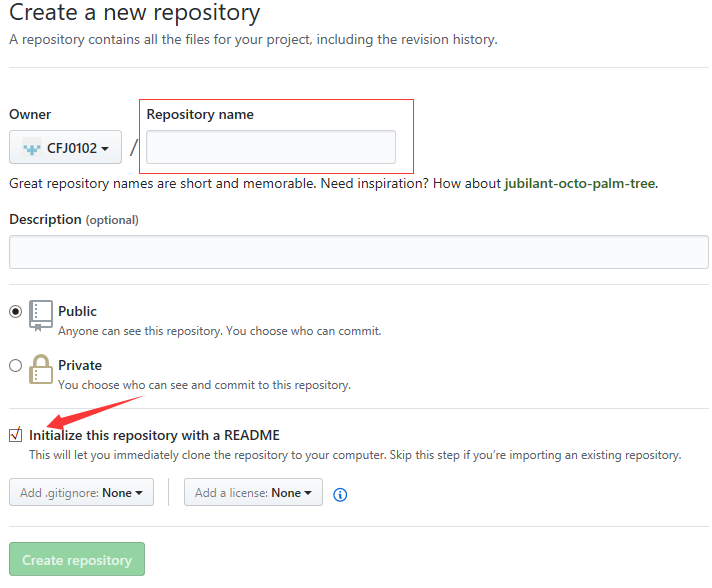 Create a new repository
A repository contains all the files for your project, including the revision history.
Owner
Repository name
CFJ0102
/
Great repository names are short and memorable. Need inspiration? How about jubilant-octo-palm-tree.
Description (optional)
Public
Anyone can see this repository. You choose who can commit.
Private
You choose who can see and commit to this repository.
Initialize this repository with a README
This will let you immediately clone the repository to your computer. Skip this step if you're importing an existing repository.
Add .gitignore: None
Add a license: None
Create repository